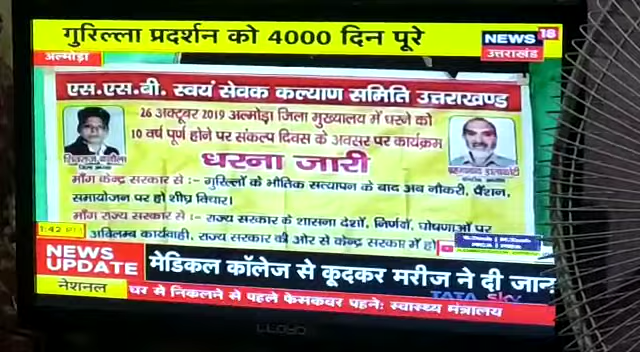 गुरिल्ला प्रदर्शन को 4000 दिन पूरे
NEWS 18
उत्तराखंड
अल्मोड़ा
एस.एस.बी. स्वयं सेवक कल्याण समिति उत्तराखण्ड
26 अक्टूबर 2019 अल्मोड़ा जिला मुख्यालय में धरने को
10 वर्ष पूर्ण होने पर संकल्प दिवस के अवसर पर कार्यक्रम
धरना जारी
माँग केन्द्र सरकार से :- गुरिल्लों के भौतिक सत्यापन के बाद अब नौकरी, पैंशन,
समायोजन पर हो शीघ्र विचार।
माँग राज्य सरकार से :- राज्य सरकार के शासना देशों, निर्णयों, घोषणाओं पर
अविलम्ब कार्यवाही, राज्य सरकार की ओर से केन्द्र सरकार में हो
1:42 PM
NEWS
UPDATE
मेडिकल कॉलेज से कूदकर मरीज ने दी जान
नेशनल
घर से निकलने से पहले फेसकवर पहनें: स्वास्थ्य मंत्रालय
TATA SKY
LLOYD